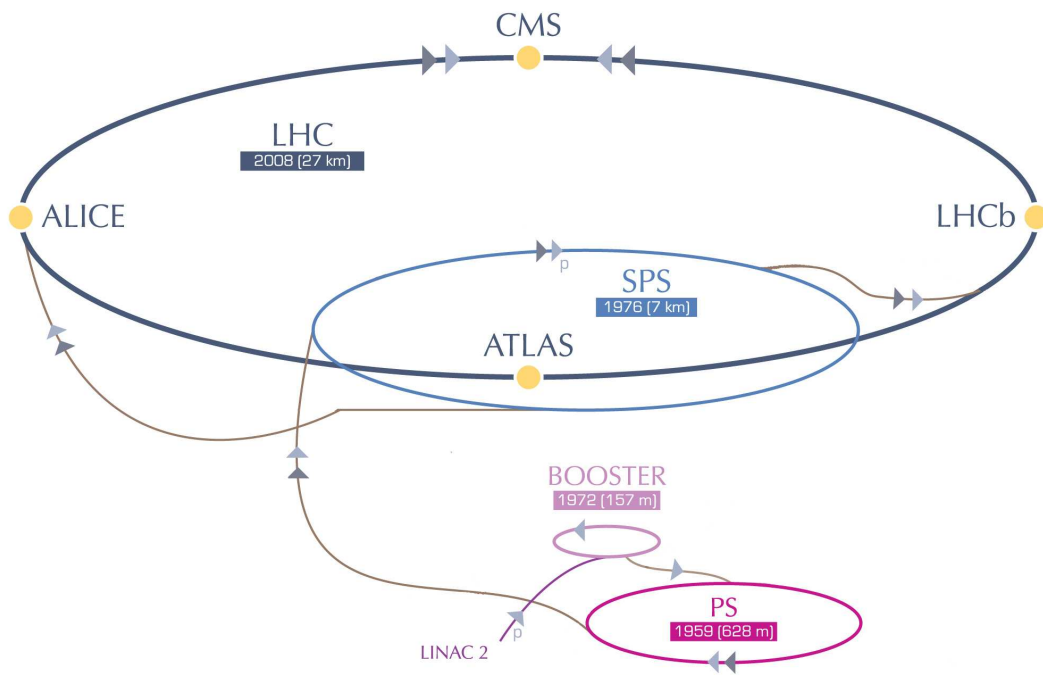 CMS
LHC
2008 (27 km)
ALICE
LHCb
p
SPS
1976 (7 km)
ATLAS
BOOSTER
1972 (157 m)
PS
1959 (628 m)
p
LINAC 2